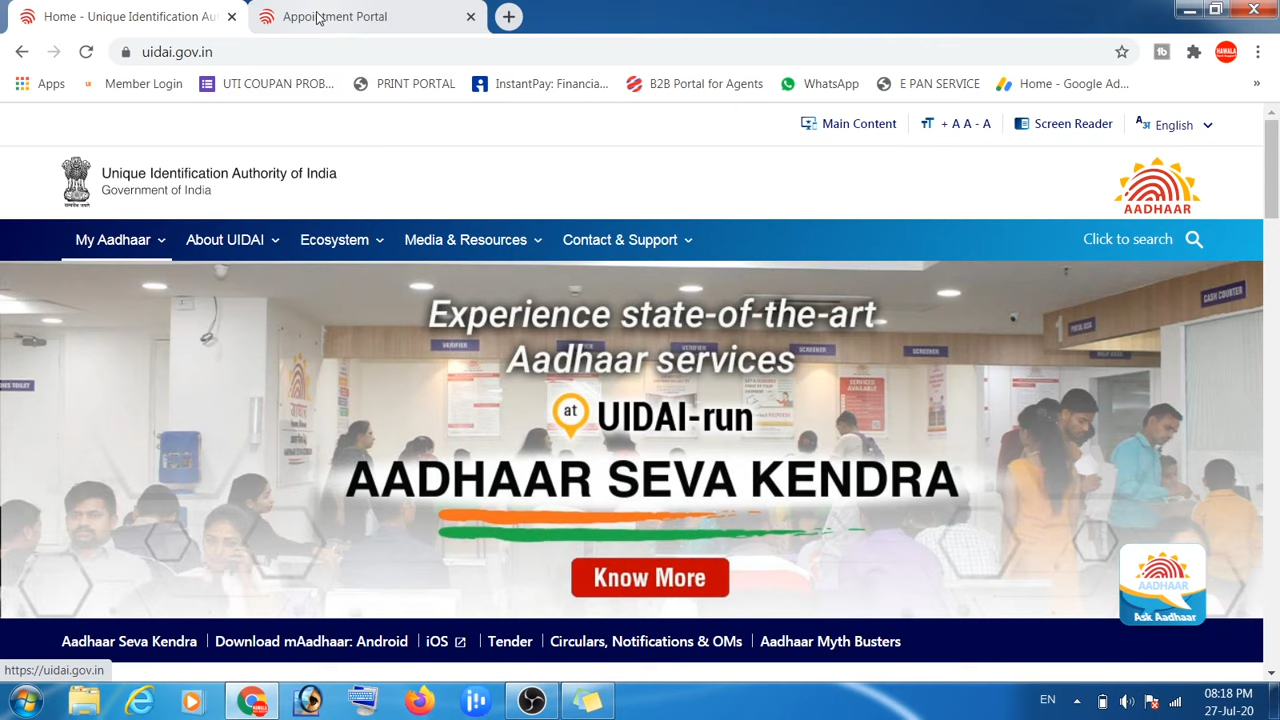 Home - Unique Identification Au
Appointment Portal
uidai.gov.in
Apps
Member Login
UTI COUPAN PROB...
PRINT PORTAL
InstantPay: Financia...
B2B Portal for Agents
WhatsApp
E PAN SERVICE
Home - Google Ad...
»
Main Content
+ A A - A
Screen Reader
English
Unique Identification Authority of India
Government of India
AADHAAR
My Aadhaar
About UIDAI
Ecosystem
Media & Resources
Contact & Support
Click to search
Experience state-of-the-art
Aadhaar services
at UIDAI-run
AADHAAR SEVA KENDRA
Know More
CASH COUNTER
VERIFIER
SCREENER
AADHAAR
Ask Aadhaar
Aadhaar Seva Kendra
Download mAadhaar: Android
iOS
Tender
Circulars, Notifications & OMs
Aadhaar Myth Busters
https://uidai.gov.in
EN
08:18 PM
27-Jul-20